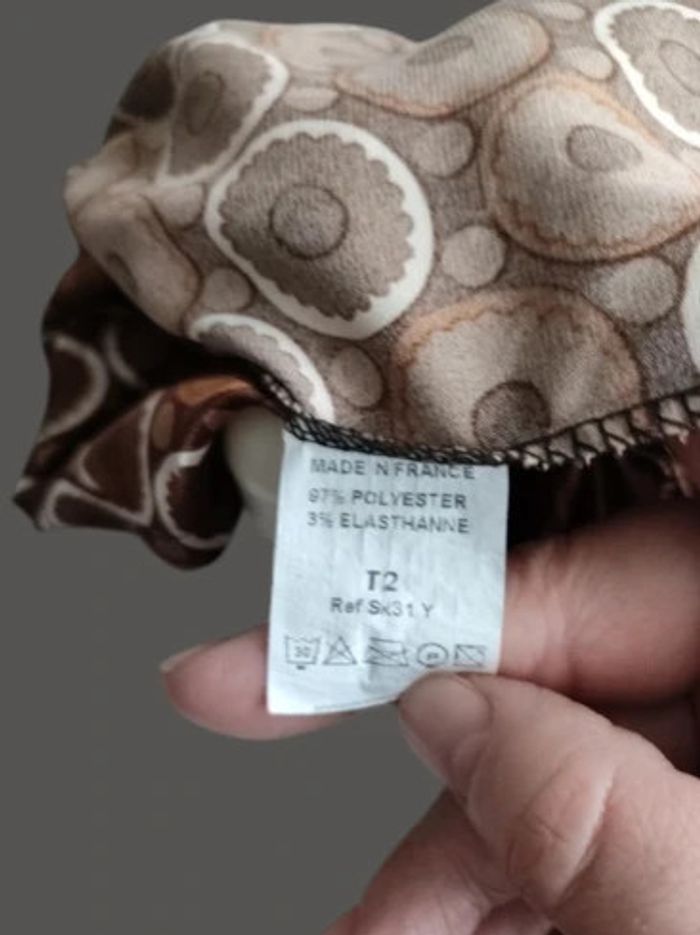 MADE N FRANCE
97% POLYESTER
3% ELASTHANNE
T2
Ref Sk31 Y
30